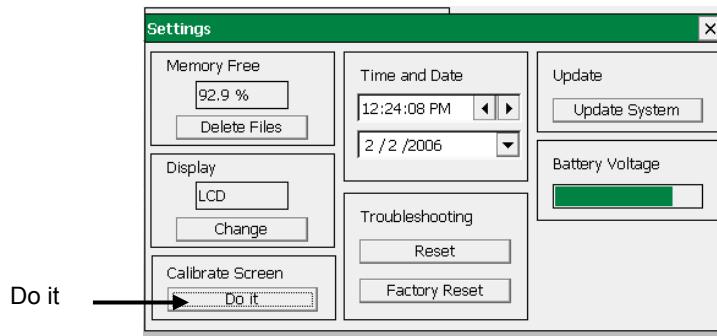 Settings
Memory Free
92.9 %
Delete Files
Display
LCD
Change
Calibrate Screen
Do it
Do it
Time and Date
12:24:08 PM
2 / 2 /2006
Troubleshooting
Reset
Factory Reset
Update
Update System
Battery Voltage